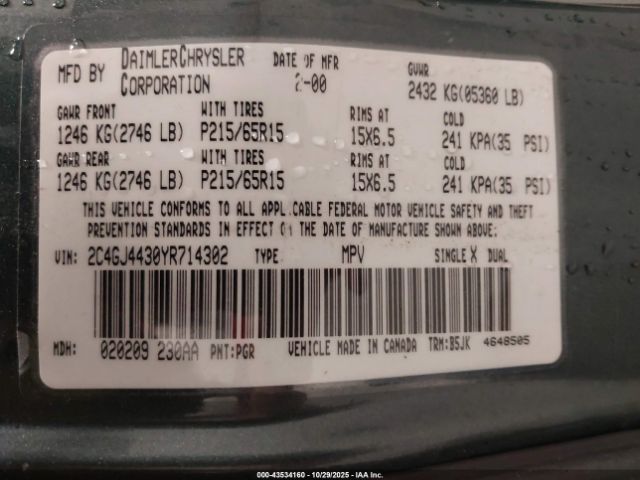 MFD BY DAIMLERCHRYSLER CORPORATION DATE OF MFR 2-00 GVWR 2432 KG(05360 LB)
GAWR FRONT WITH TIRES RIMS AT COLD
1246 KG(2746 LB) P215/65R15 15X6.5 241 KPA(35 PSI)
GAWR REAR WITH TIRES RIMS AT COLD
1246 KG(2746 LB) P215/65R15 15X6.5 241 KPA(35 PSI)
THIS VEHICLE CONFORMS TO ALL APPL CABLE FEDERAL MOTOR VEHICLE SAFETY AND THEFT
PREVENTION STANDARDS IN EFFECT ON THE DATE OF MANUFACTURE SHOWN ABOVE:
VIN: 2C4GJ4430YR714302 TYPE MPV SINGLE X DUAL
MDH: 020209 230AA PNT:PGR VEHICLE MADE IN CANADA TRM:B5JK 4648505
000-43534160 - 10/29/2025 - IAA Inc.